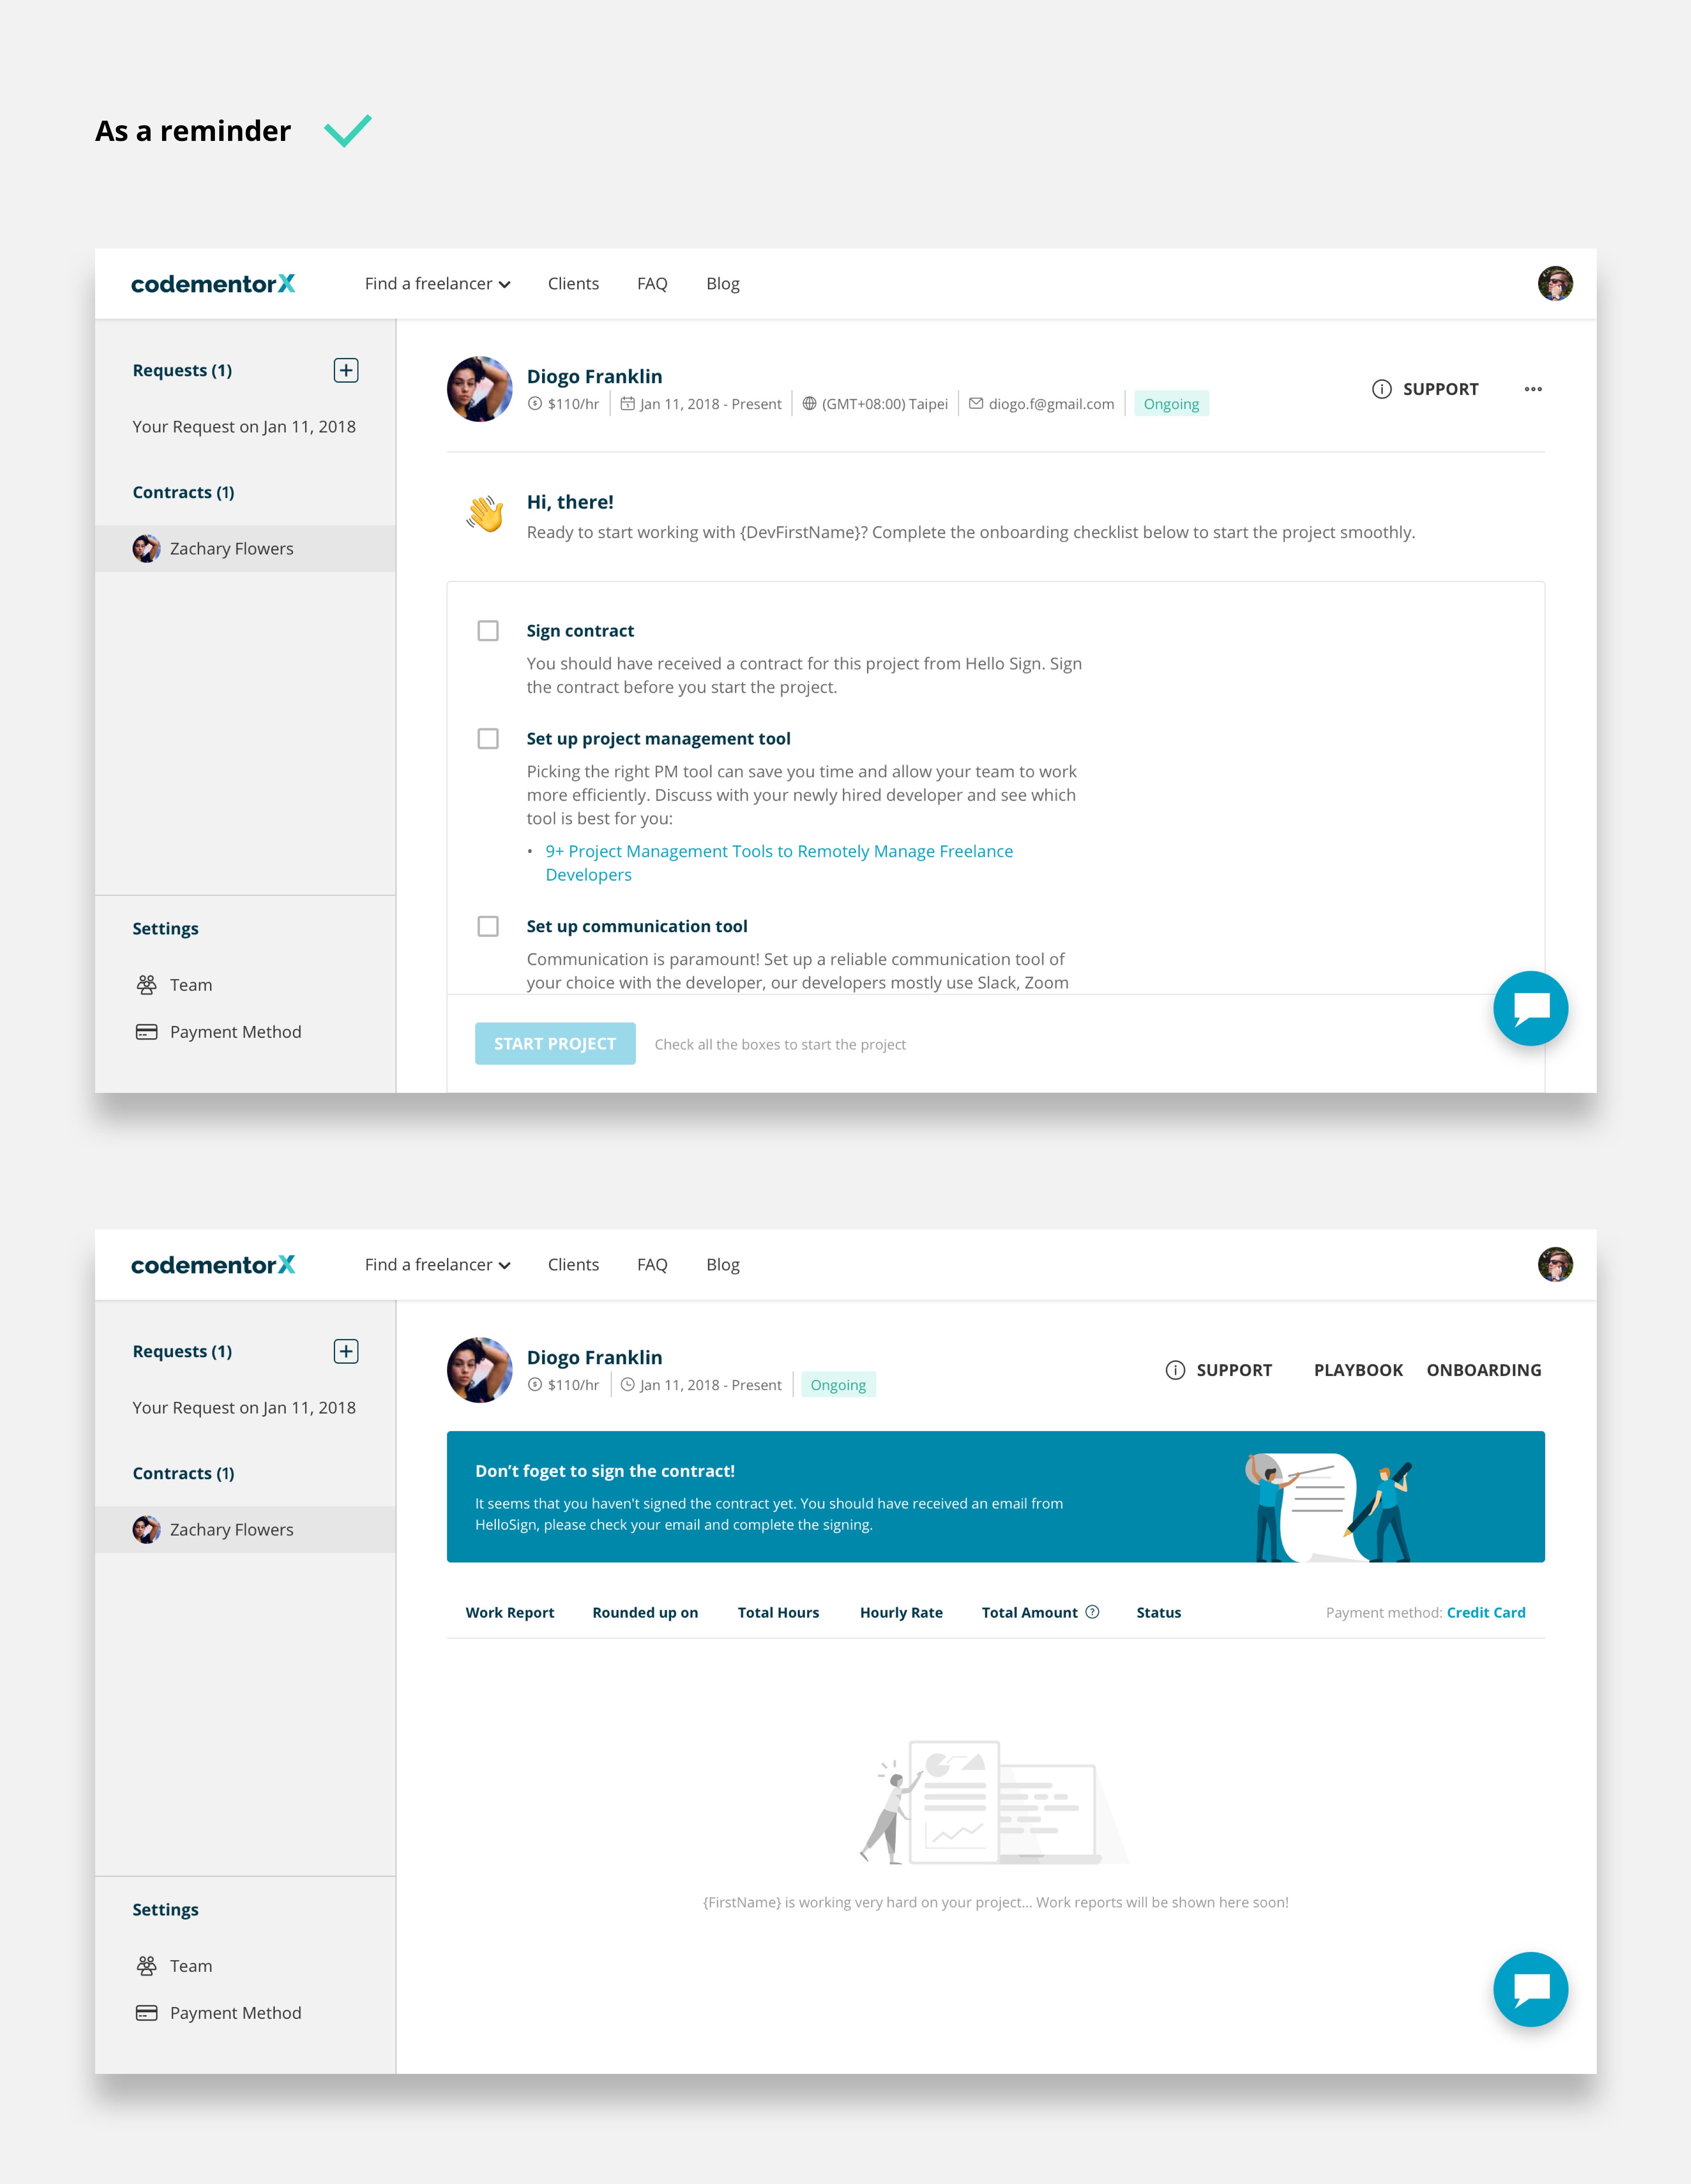 As a reminder
codementorX
Find a freelancer
Clients
FAQ
Blog
Requests (1)
Your Request on Jan 11, 2018
Contracts (1)
Zachary Flowers
Settings
Team
Payment Method
Diogo Franklin
$110/hr
Jan 11, 2018 - Present
(GMT+08:00) Taipei
diogo.f@gmail.com
Ongoing
SUPPORT
Hi, there!
Ready to start working with {DevFirstName}? Complete the onboarding checklist below to start the project smoothly.
Sign contract
You should have received a contract for this project from Hello Sign. Sign
the contract before you start the project.
Set up project management tool
Picking the right PM tool can save you time and allow your team to work
more efficiently. Discuss with your newly hired developer and see which
tool is best for you:
• 9+ Project Management Tools to Remotely Manage Freelance
Developers
Set up communication tool
Communication is paramount! Set up a reliable communication tool of
your choice with the developer, our developers mostly use Slack, Zoom
START PROJECT
Check all the boxes to start the project
codementorX
Find a freelancer
Clients
FAQ
Blog
Requests (1)
Your Request on Jan 11, 2018
Contracts (1)
Zachary Flowers
Settings
Team
Payment Method
Diogo Franklin
$110/hr
Jan 11, 2018 - Present
Ongoing
SUPPORT
PLAYBOOK
ONBOARDING
Don’t foget to sign the contract!
It seems that you haven't signed the contract yet. You should have received an email from
HelloSign, please check your email and complete the signing.
Work Report
Rounded up on
Total Hours
Hourly Rate
Total Amount
Status
Payment method: Credit Card
{FirstName} is working very hard on your project... Work reports will be shown here soon!